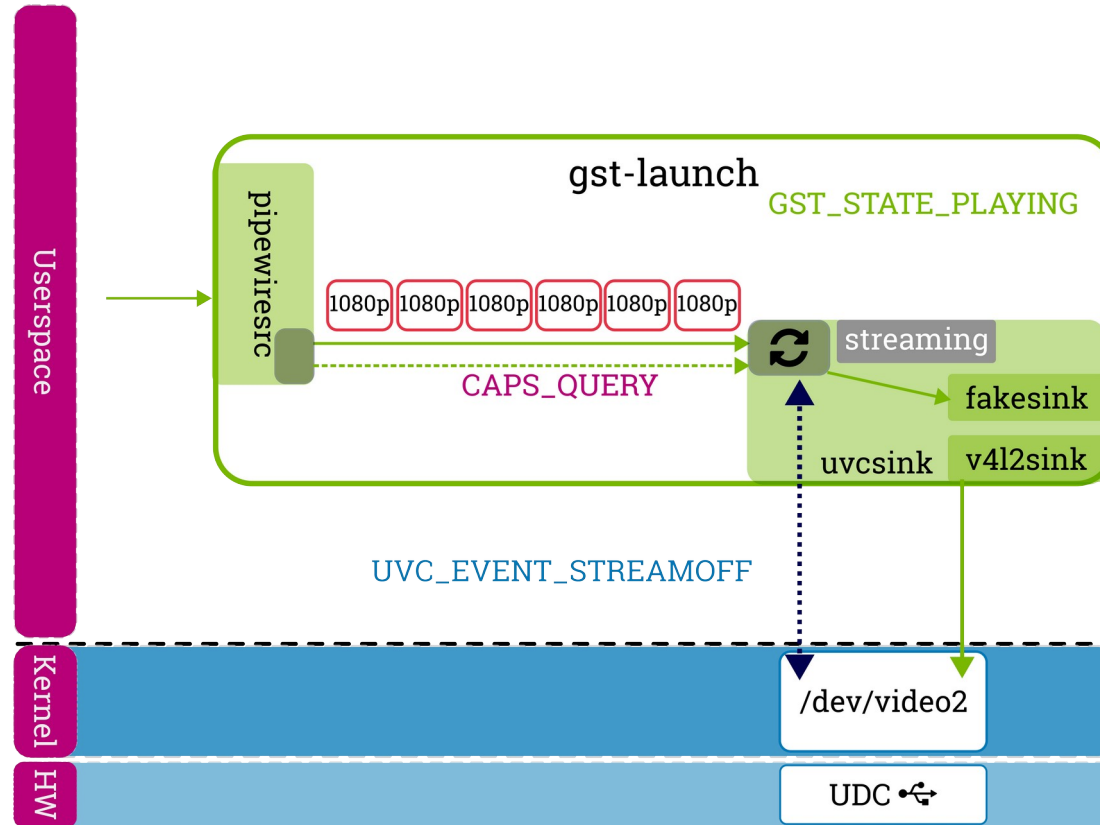 Userspace
gst-launch
GST_STATE_PLAYING
pipewiresrc
1080p 1080p 1080p 1080p 1080p 1080p
streaming
CAPS_QUERY
fakesink
uvcsink
v4l2sink
UVC_EVENT_STREAMOFF
Kernel
/dev/video2
HW
UDC